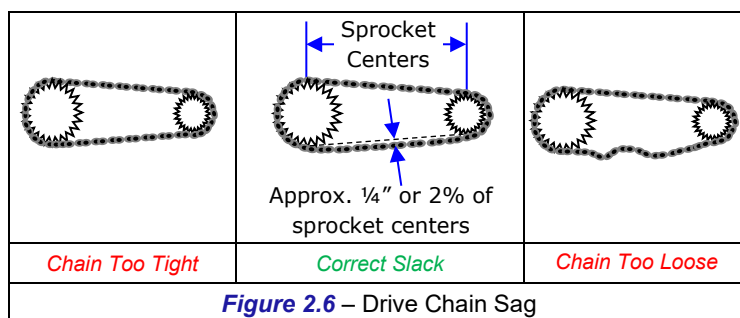 Sprocket
Centers
Approx. ¼” or 2% of
sprocket centers
Chain Too Tight
Correct Slack
Chain Too Loose
Figure 2.6 – Drive Chain Sag